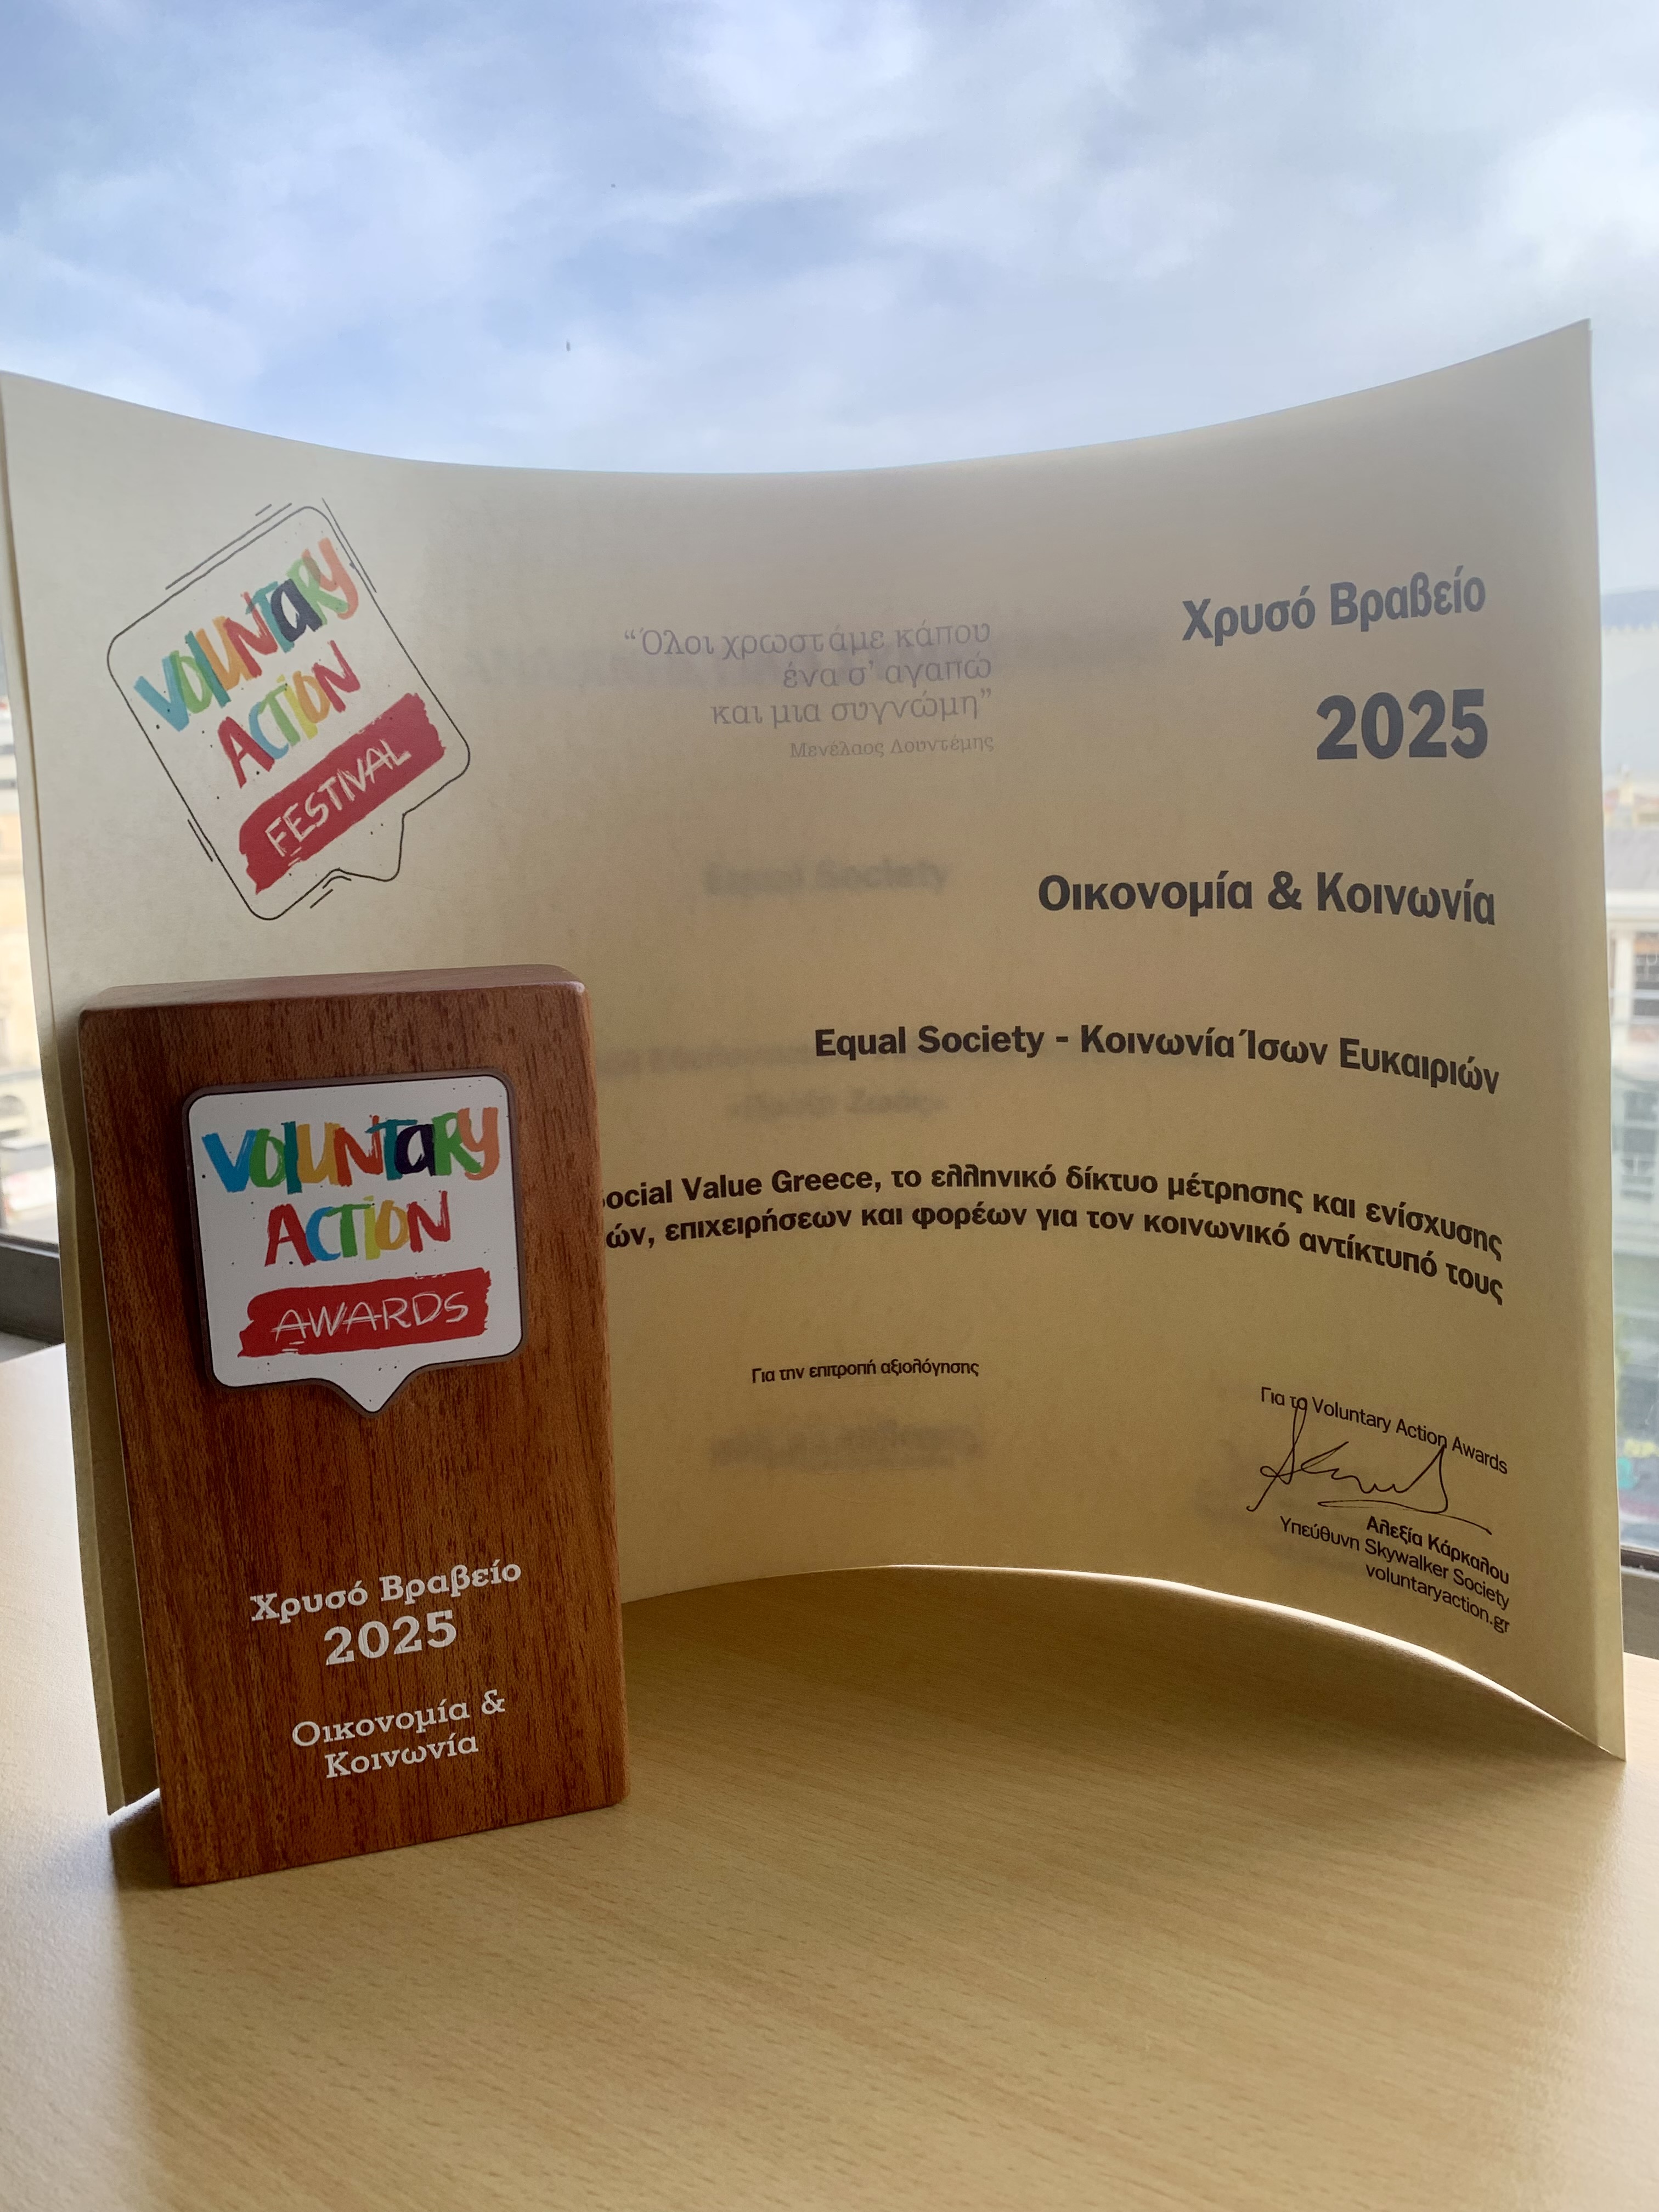 VOLUNTARY
ACTION
FESTIVAL
“Όλοι χρωστάμε κάπου
ένα σ' αγαπώ
και μια συγνώμη”
Μενέλαος Λουντέμης
Χρυσό Βραβείο
2025
Οικονομία & Κοινωνία
Equal Society - Κοινωνία Ίσων Ευκαιριών
Social Value Greece, το ελληνικό δίκτυο μέτρησης και ενίσχυσης
ών, επιχειρήσεων και φορέων για τον κοινωνικό αντίκτυπό τους
Για την επιτροπή αξιολόγησης
Για το Voluntary Action Awards
Αλεξία Κάρκαλου
Υπεύθυνη Skywalker Society
voluntaryaction.gr
VOLUNTARY
ACTION
AWARDS
Χρυσό Βραβείο
2025
Οικονομία &
Κοινωνία